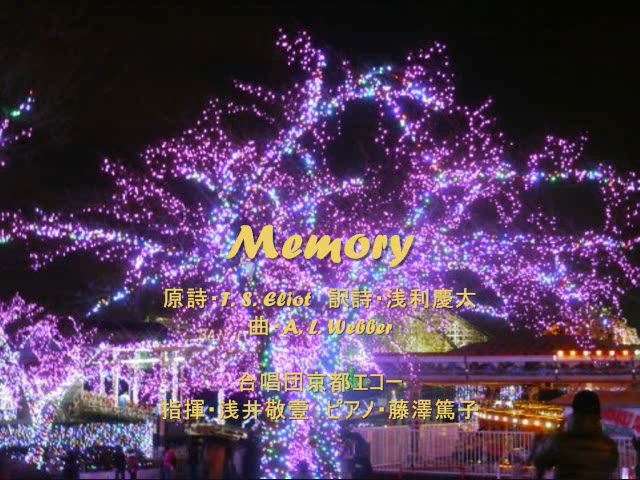 Memory
原詩・T. S. Eliot 訳詩・浅利慶太
曲・A. L. Webber
合唱団京都エコー
指揮・浅井敬壹 ピアノ・藤澤篤子